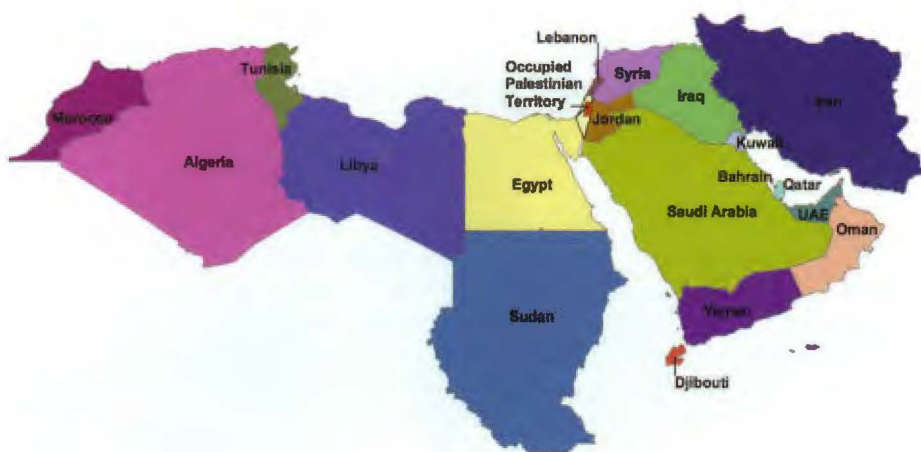 Lebanon
Occupied
Palestinian
Territory
Syria
Iraq
Iran
Tunisia
Morocco
Algeria
Libya
Egypt
Jordan
Kuwait
Bahrain
Qatar
Saudi Arabia
UAE
Oman
Sudan
Yemen
Djibouti